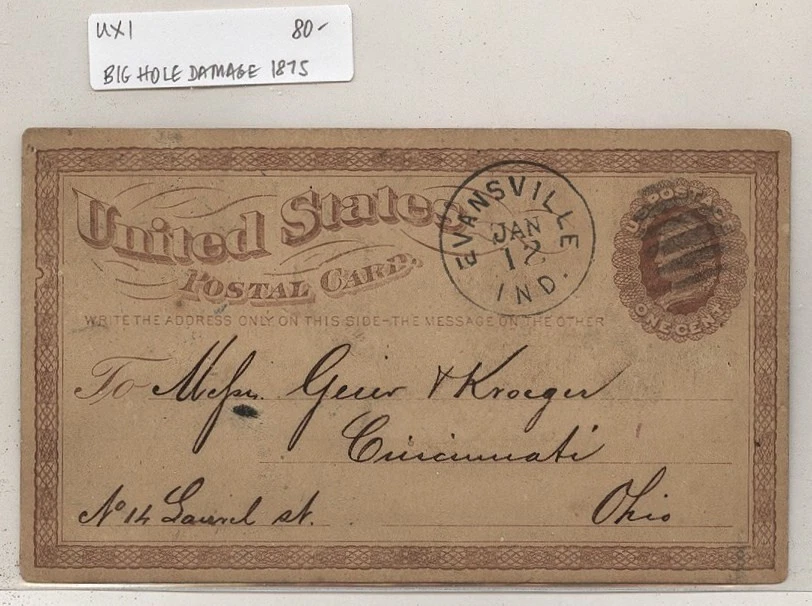 UX1 80-
BIG HOLE DAMAGE 1875
United States
POSTAL CARD.
WRITE THE ADDRESS ONLY ON THIS SIDE-THE MESSAGE ON THE OTHER
EVANSVILLE
JAN
12
IND.
U.S. POSTAGE
ONE CENT
To Messrs. Geier & Kroeger
Cincinnati
No 14 Laurel st. Ohio